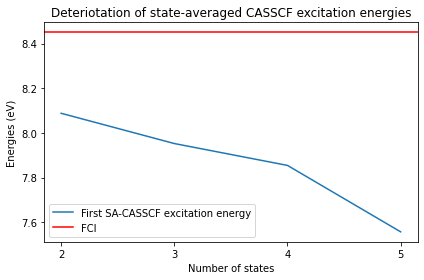 Deteriotation of state-averaged CASSCF excitation energies
Energies (eV)
8.4
8.2
8.0
7.8
7.6
First SA-CASSCF excitation energy
FCI
2
3
4
5
Number of states